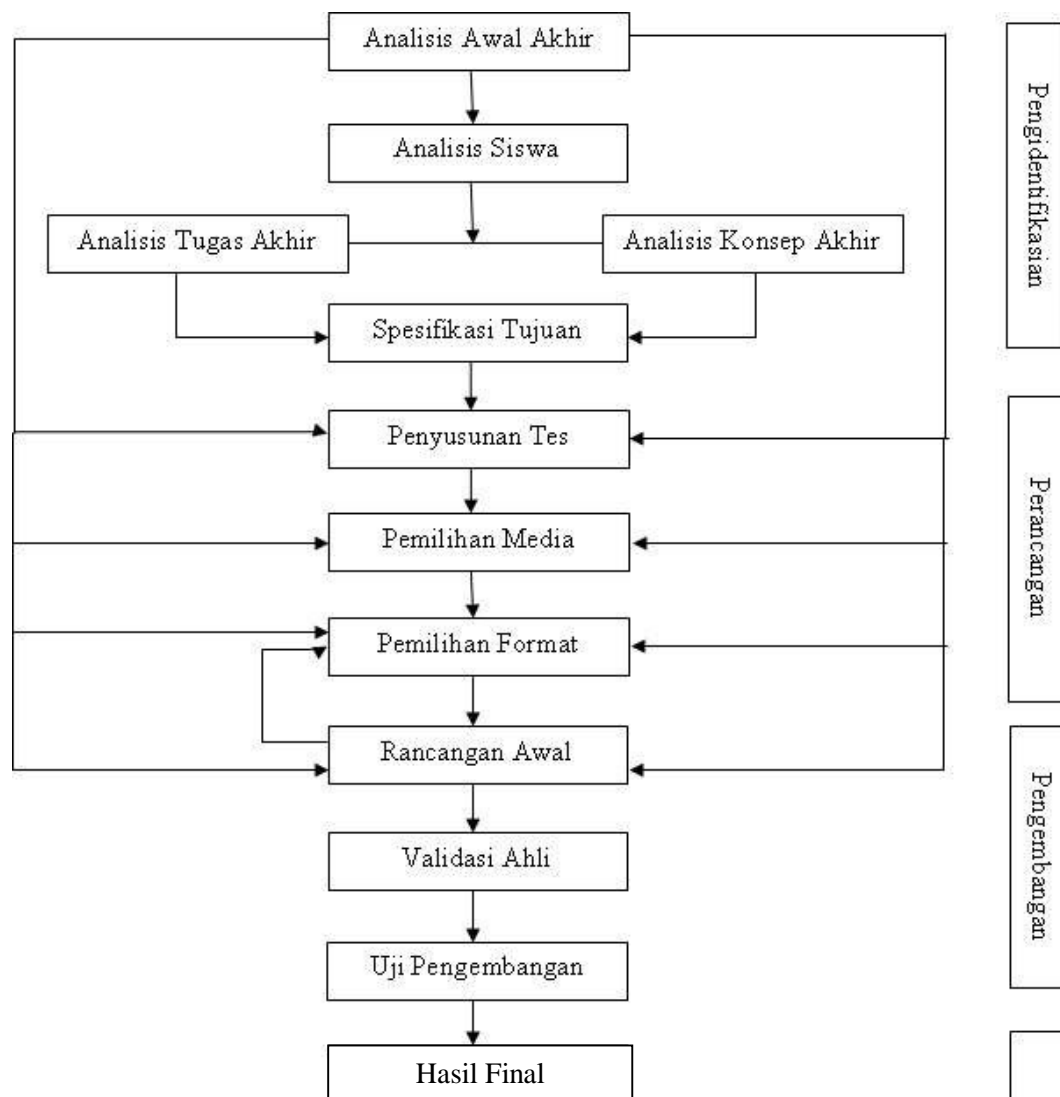 Analisis Awal Akhir
Analisis Siswa
Analisis Tugas Akhir
Analisis Konsep Akhir
Spesifikasi Tujuan
Penyusunan Tes
Pemilihan Media
Pemilihan Format
Rancangan Awal
Validasi Ahli
Uji Pengembangan
Hasil Final
Pengidentifikasian
Perancangan
Pengembangan